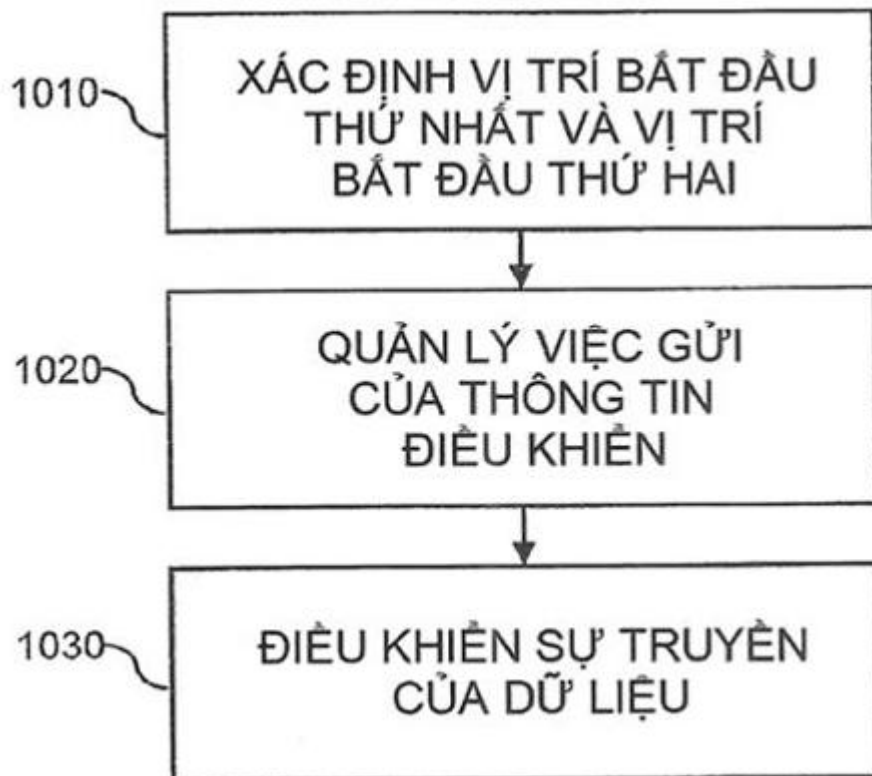 1010
XÁC ĐỊNH VỊ TRÍ BẮT ĐẦU
THỨ NHẤT VÀ VỊ TRÍ
BẮT ĐẦU THỨ HAI
1020
QUẢN LÝ VIỆC GỬI
CỦA THÔNG TIN
ĐIỀU KHIỂN
1030
ĐIỀU KHIỂN SỰ TRUYỀN
CỦA DỮ LIỆU